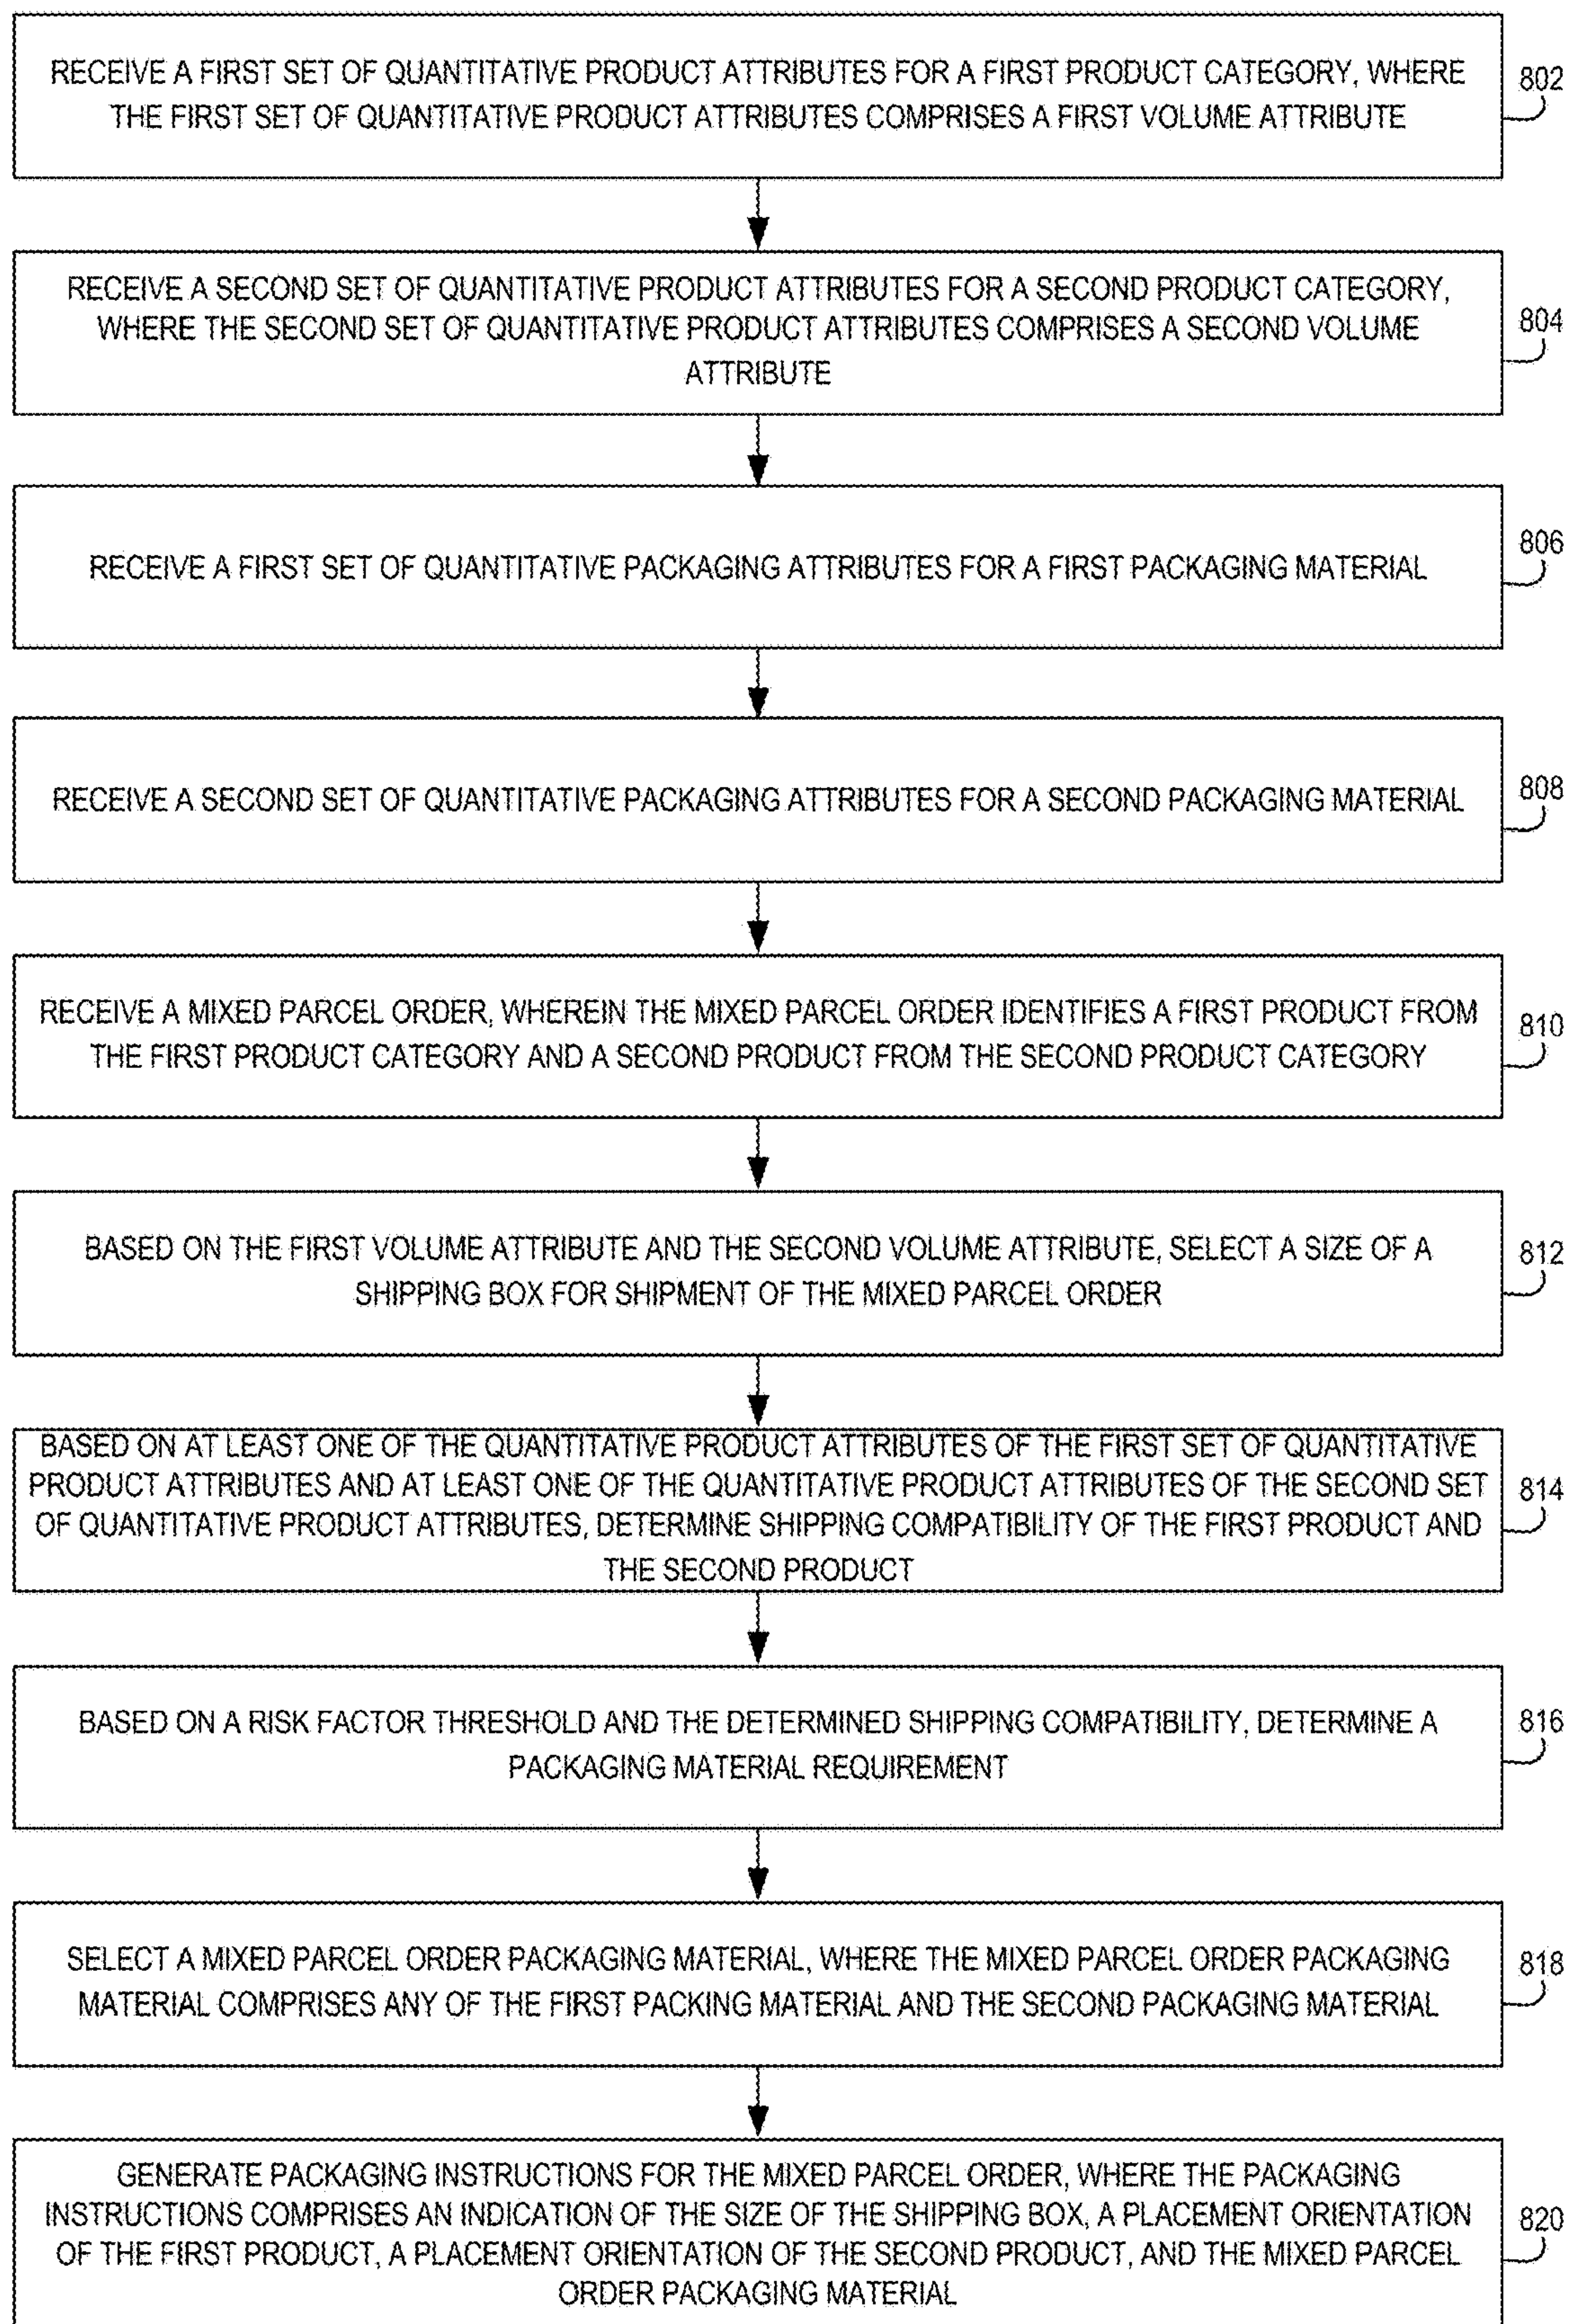 RECEIVE A FIRST SET OF QUANTITATIVE PRODUCT ATTRIBUTES FOR A FIRST PRODUCT CATEGORY, WHERE
THE FIRST SET OF QUANTITATIVE PRODUCT ATTRIBUTES COMPRISES A FIRST VOLUME ATTRIBUTE
802
RECEIVE A SECOND SET OF QUANTITATIVE PRODUCT ATTRIBUTES FOR A SECOND PRODUCT CATEGORY,
WHERE THE SECOND SET OF QUANTITATIVE PRODUCT ATTRIBUTES COMPRISES A SECOND VOLUME
ATTRIBUTE
804
RECEIVE A FIRST SET OF QUANTITATIVE PACKAGING ATTRIBUTES FOR A FIRST PACKAGING MATERIAL
806
RECEIVE A SECOND SET OF QUANTITATIVE PACKAGING ATTRIBUTES FOR A SECOND PACKAGING MATERIAL
808
RECEIVE A MIXED PARCEL ORDER, WHEREIN THE MIXED PARCEL ORDER IDENTIFIES A FIRST PRODUCT FROM
THE FIRST PRODUCT CATEGORY AND A SECOND PRODUCT FROM THE SECOND PRODUCT CATEGORY
810
BASED ON THE FIRST VOLUME ATTRIBUTE AND THE SECOND VOLUME ATTRIBUTE, SELECT A SIZE OF A
SHIPPING BOX FOR SHIPMENT OF THE MIXED PARCEL ORDER
812
BASED ON AT LEAST ONE OF THE QUANTITATIVE PRODUCT ATTRIBUTES OF THE FIRST SET OF QUANTITATIVE
PRODUCT ATTRIBUTES AND AT LEAST ONE OF THE QUANTITATIVE PRODUCT ATTRIBUTES OF THE SECOND SET
OF QUANTITATIVE PRODUCT ATTRIBUTES, DETERMINE SHIPPING COMPATIBILITY OF THE FIRST PRODUCT AND
THE SECOND PRODUCT
814
BASED ON A RISK FACTOR THRESHOLD AND THE DETERMINED SHIPPING COMPATIBILITY, DETERMINE A
PACKAGING MATERIAL REQUIREMENT
816
SELECT A MIXED PARCEL ORDER PACKAGING MATERIAL, WHERE THE MIXED PARCEL ORDER PACKAGING
MATERIAL COMPRISES ANY OF THE FIRST PACKING MATERIAL AND THE SECOND PACKAGING MATERIAL
818
GENERATE PACKAGING INSTRUCTIONS FOR THE MIXED PARCEL ORDER, WHERE THE PACKAGING
INSTRUCTIONS COMPRISES AN INDICATION OF THE SIZE OF THE SHIPPING BOX, A PLACEMENT ORIENTATION
OF THE FIRST PRODUCT, A PLACEMENT ORIENTATION OF THE SECOND PRODUCT, AND THE MIXED PARCEL
ORDER PACKAGING MATERIAL
820